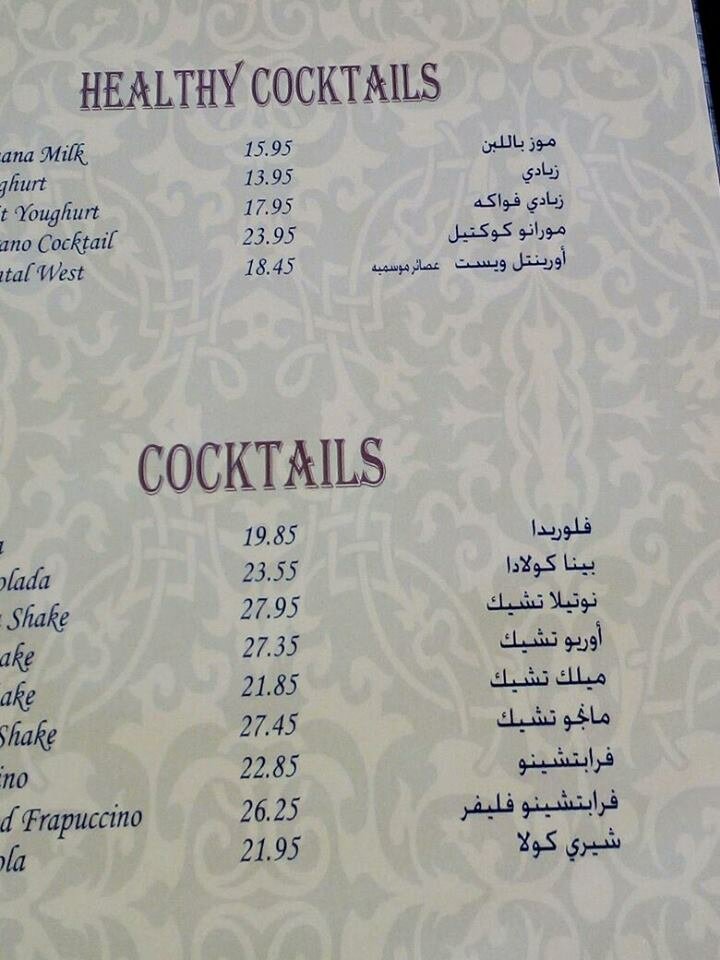 HEALTHY COCKTAILS
ana Milk 15.95 موز باللبن
ghurt 13.95 زبادي
t Youghurt 17.95 زبادي فواكه
ano Cocktail 23.95 مورانو كوكتيل
ntal West 18.45 أورينتل ويست عصائر موسميه
COCKTAILS
a 19.85 فلوريدا
olada 23.55 بينا كولادا
Shake 27.95 نوتيلا تشيك
ake 27.35 أوريو تشيك
ake 21.85 ميلك تشيك
Shake 27.45 مانجو تشيك
ino 22.85 فرابتشينو
d Frapuccino 26.25 فرابتشينو فليفر
ola 21.95 شيري كولا